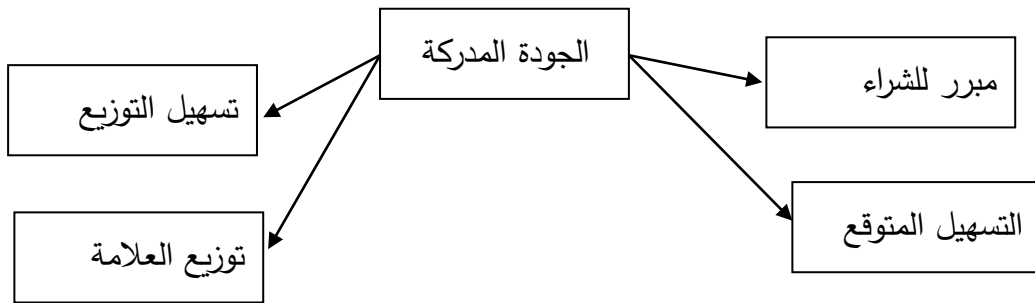 الجودة المدركة
مبرر للشراء
تسهيل التوزيع
التسهيل المتوقع
توزيع العلامة